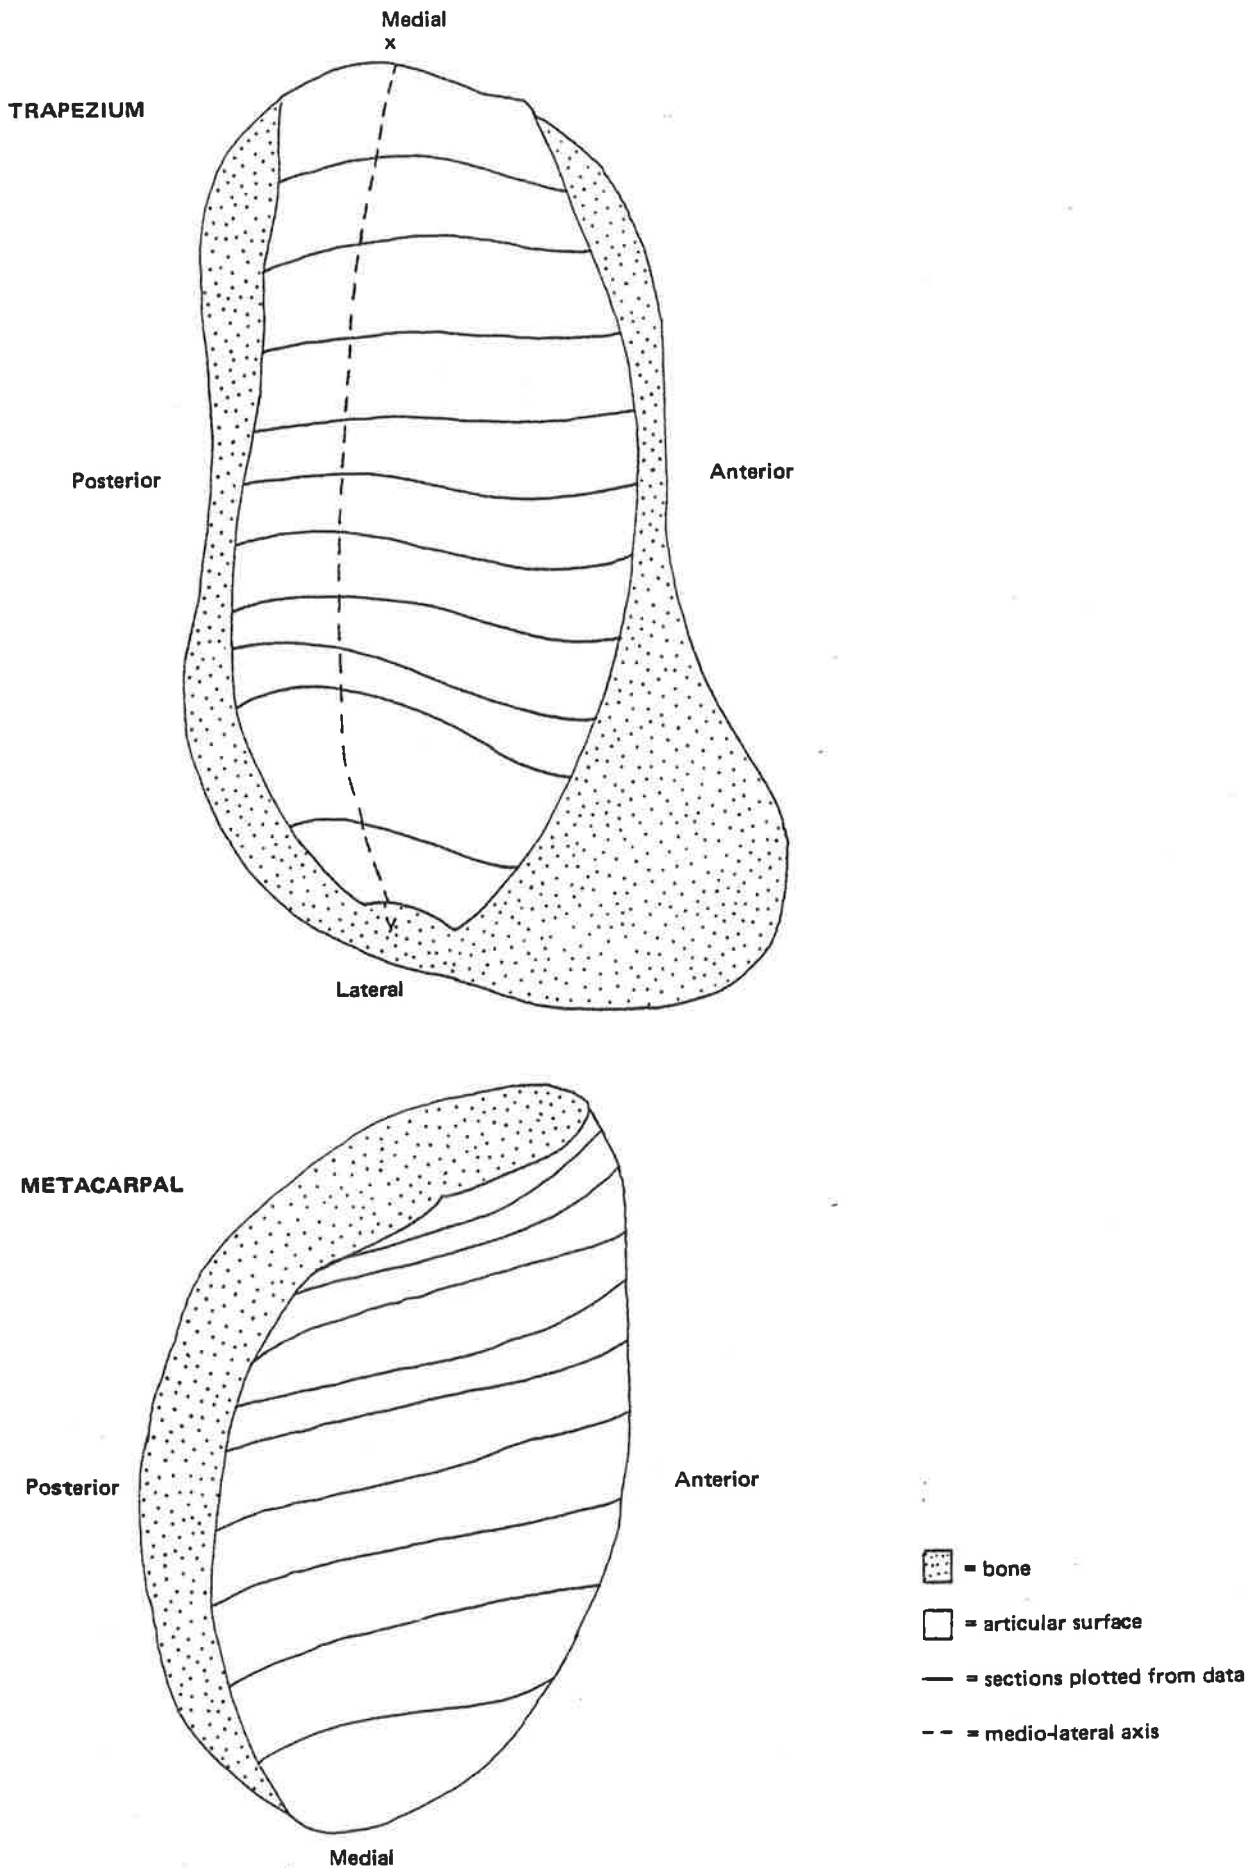 Medial
x
TRAPEZIUM
Posterior
Anterior
y
Lateral
METACARPAL
Posterior
Anterior
= bone
= articular surface
= sections plotted from data
= medio-lateral axis
Medial